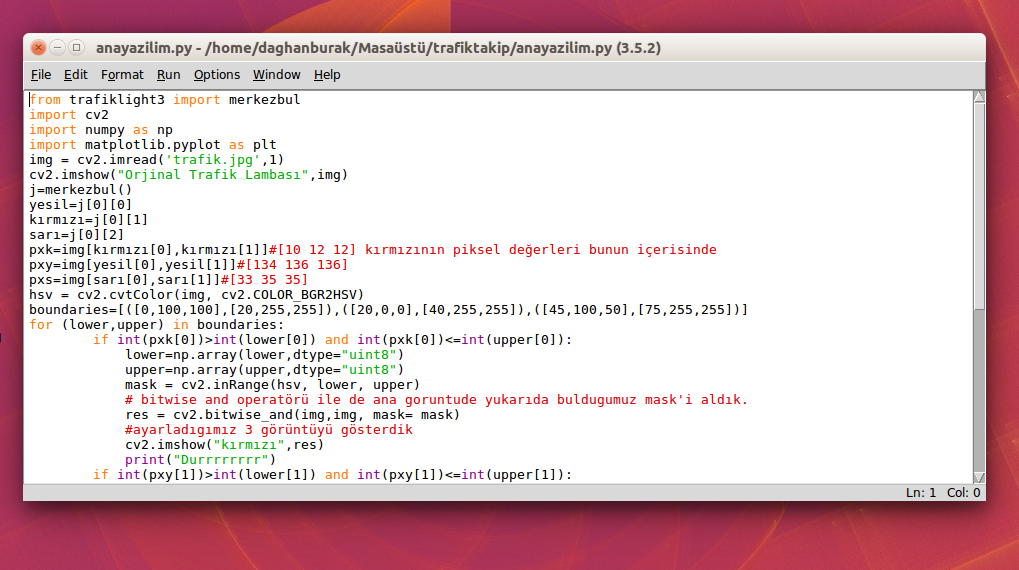 anayazilim.py - /home/daghanburak/Masaüstü/trafiktakip/anayazilim.py (3.5.2)
File Edit Format Run Options Window Help
from trafiklight3 import merkezbul
import cv2
import numpy as np
import matplotlib.pyplot as plt
img = cv2.imread('trafik.jpg',1)
cv2.imshow("Orjinal Trafik Lambası",img)
j=merkezbul()
yesil=j[0][0]
kırmızı=j[0][1]
sarı=j[0][2]
pxk=img[kırmızı[0],kırmızı[1]]#[10 12 12] kırmızının piksel değerleri bunun içerisinde
pxy=img[yesil[0],yesil[1]]#[134 136 136]
pxs=img[sarı[0],sarı[1]]#[33 35 35]
hsv = cv2.cvtColor(img, cv2.COLOR_BGR2HSV)
boundaries=[([0,100,100],[20,255,255]),([20,0,0],[40,255,255]),([45,100,50],[75,255,255])]
for (lower,upper) in boundaries:
        if int(pxk[0])>int(lower[0]) and int(pxk[0])<=int(upper[0]):
            lower=np.array(lower,dtype="uint8")
            upper=np.array(upper,dtype="uint8")
            mask = cv2.inRange(hsv, lower, upper)
            # bitwise and operatörü ile de ana goruntude yukarıda buldugumuz mask'i aldık.
            res = cv2.bitwise_and(img,img, mask= mask)
            #ayarladıgımız 3 görüntüyü gösterdik
            cv2.imshow("kırmızı",res)
            print("Durrrrrrrr")
        if int(pxy[1])>int(lower[1]) and int(pxy[1])<=int(upper[1]):
Ln: 1 Col: 0